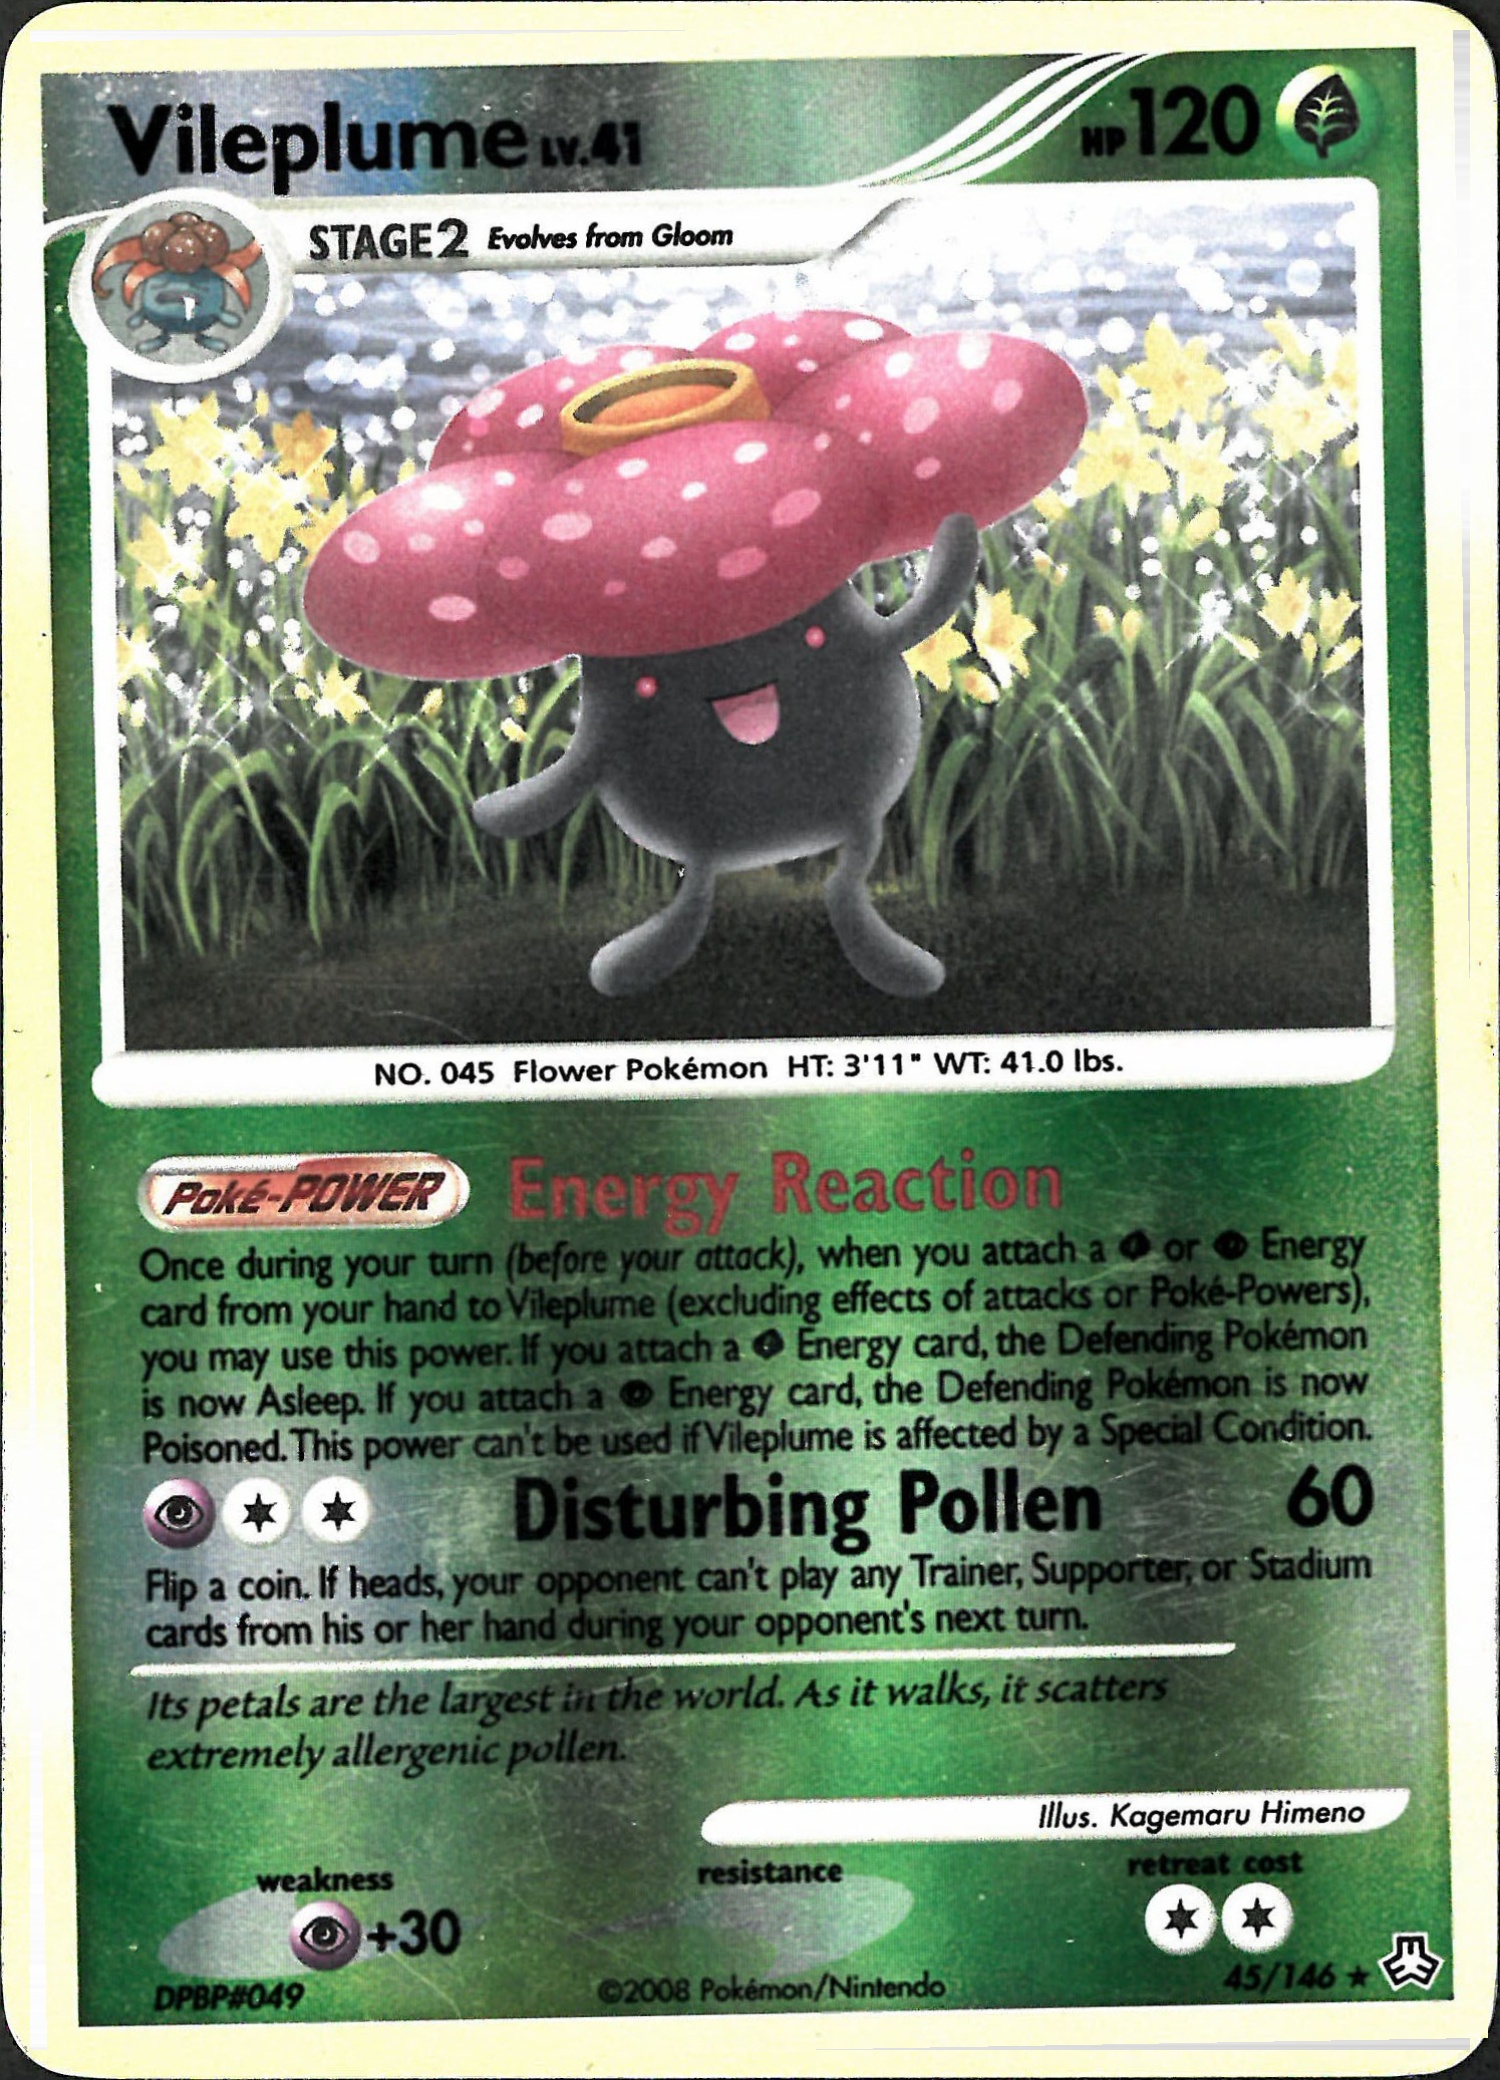 Vileplume LV.41
HP 120
STAGE2 Evolves from Gloom
NO. 045 Flower Pokémon HT: 3'11" WT: 41.0 lbs.
Poké-POWER Energy Reaction
Once during your turn (before your attack), when you attach a or Energy
card from your hand to Vileplume (excluding effects of attacks or Poké-Powers),
you may use this power. If you attach a Energy card, the Defending Pokémon
is now Asleep. If you attach a Energy card, the Defending Pokémon is now
Poisoned. This power can't be used if Vileplume is affected by a Special Condition.
Disturbing Pollen 60
Flip a coin. If heads, your opponent can't play any Trainer, Supporter, or Stadium
cards from his or her hand during your opponent's next turn.
Its petals are the largest in the world. As it walks, it scatters
extremely allergenic pollen.
Illus. Kagemaru Himeno
weakness resistance retreat cost
+30
45/146 ★
DPBP#049 ©2008 Pokémon/Nintendo